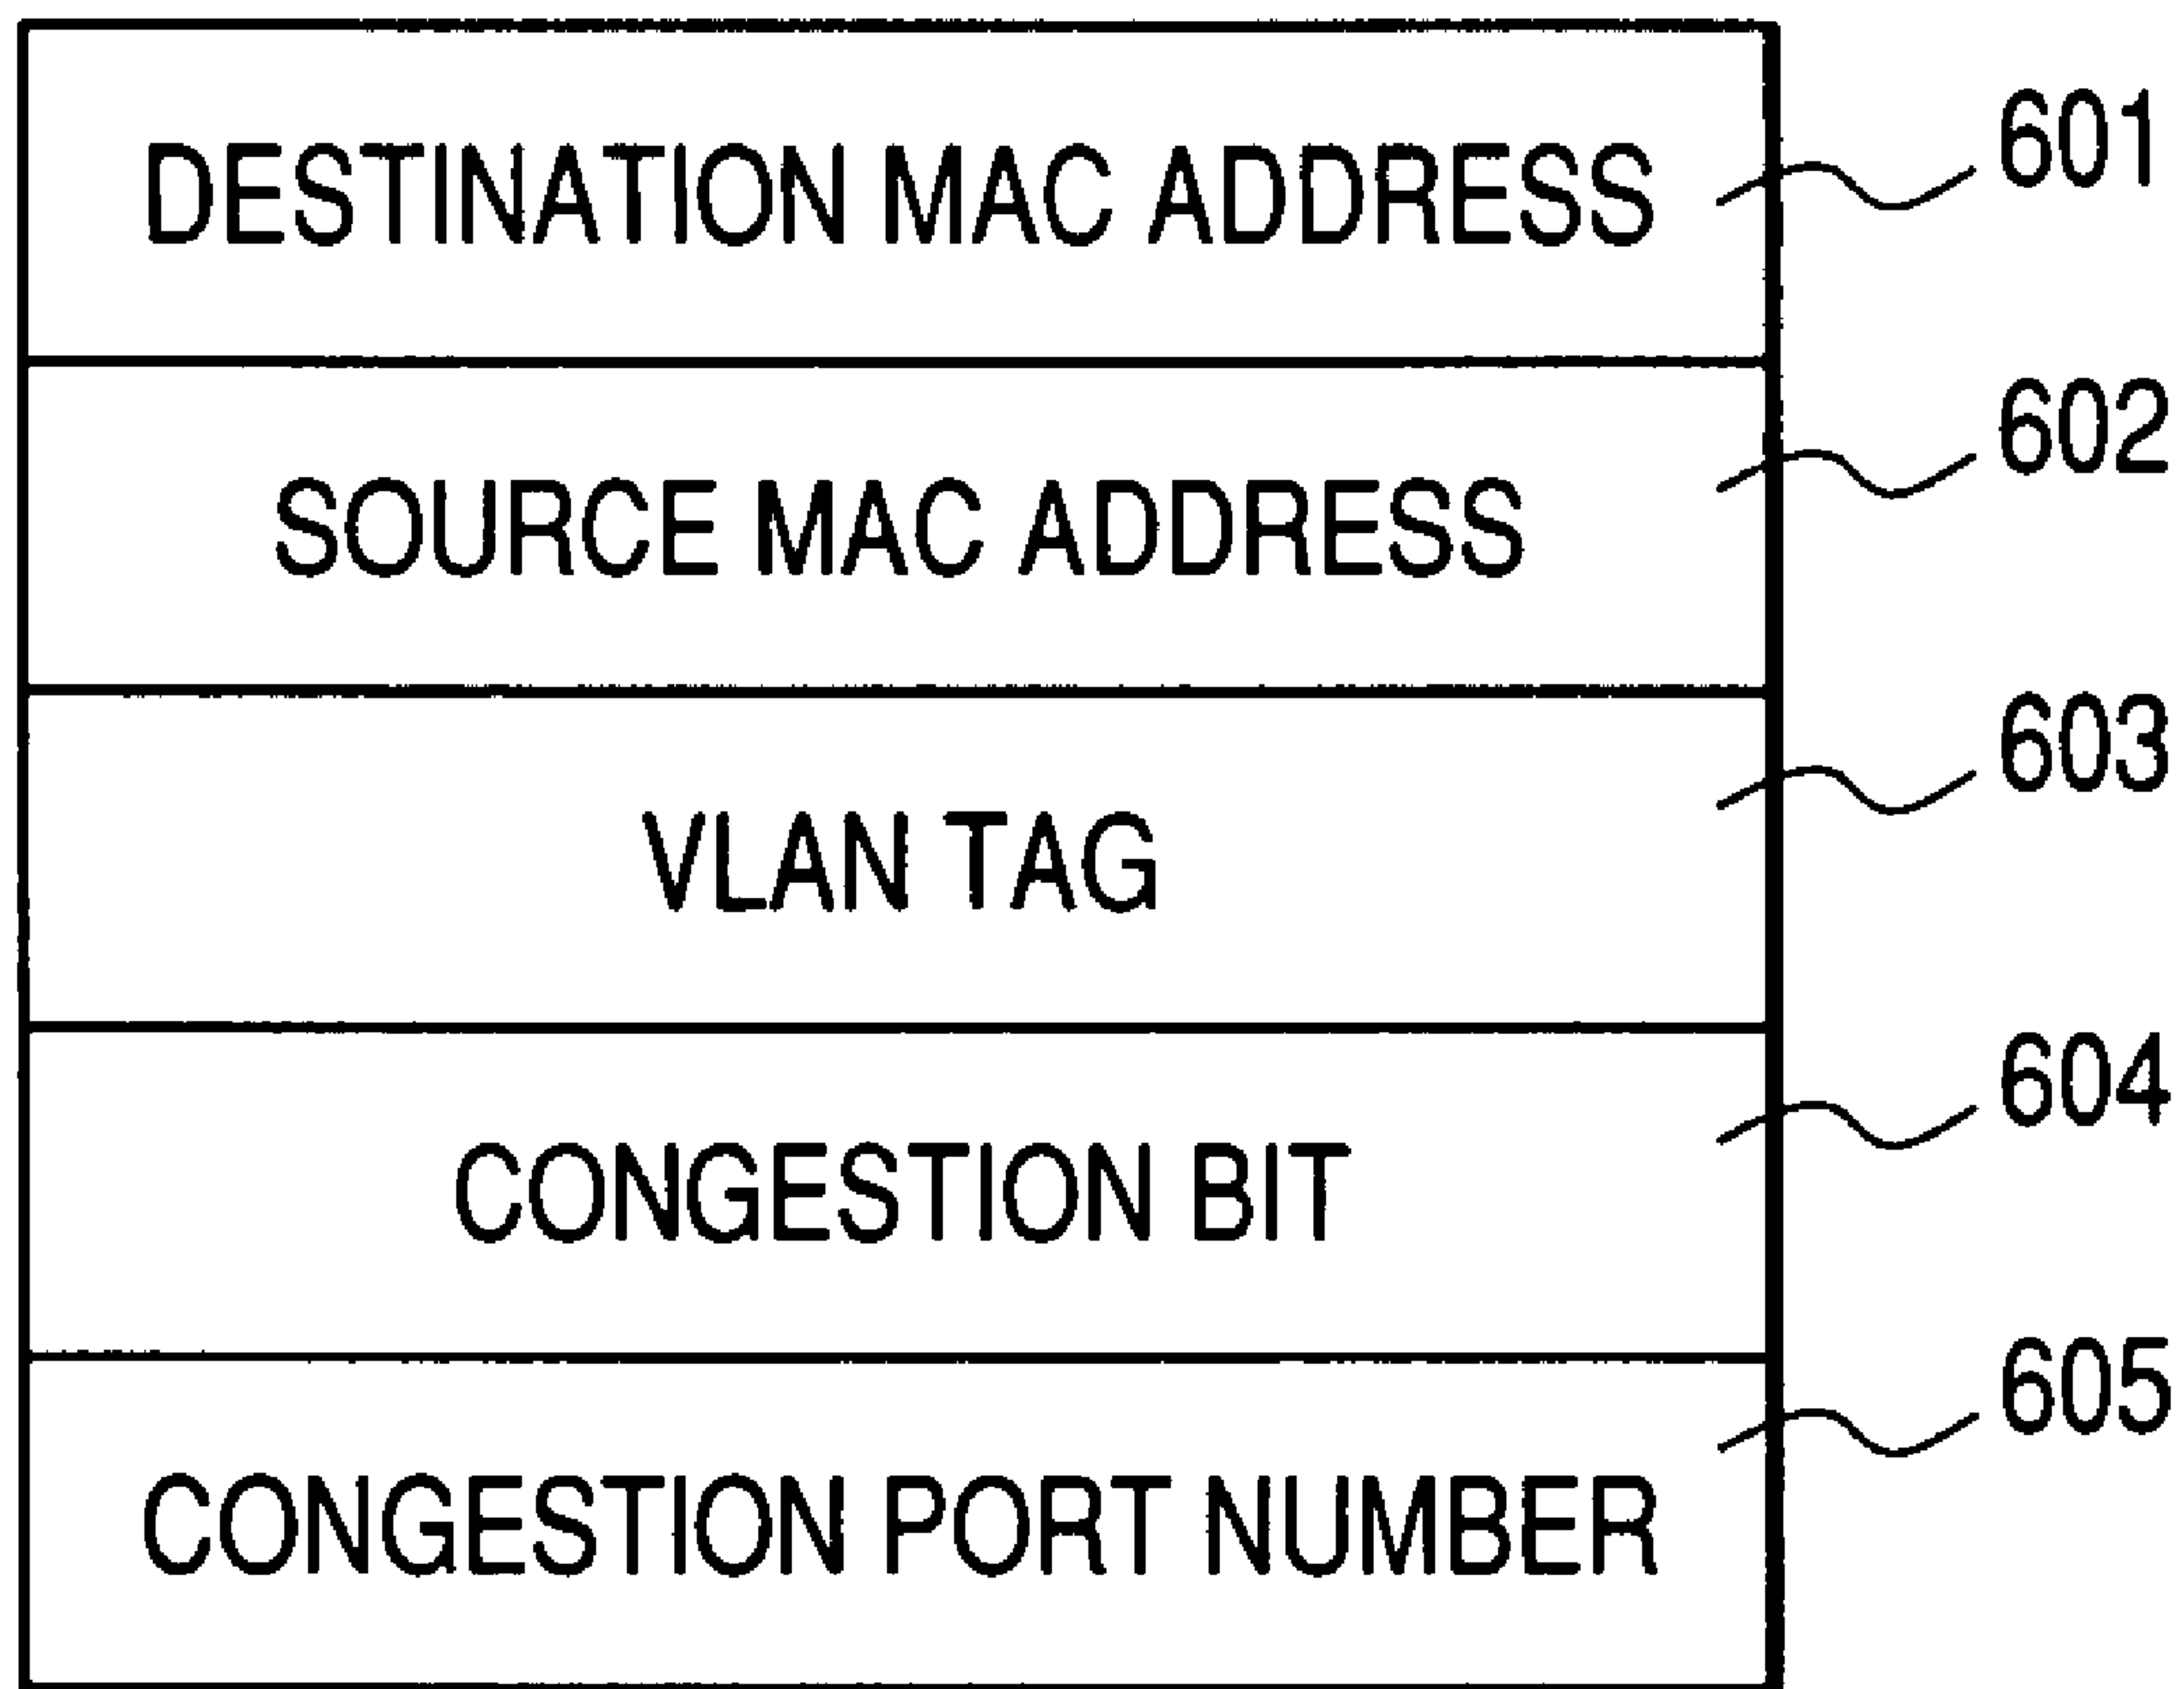 DESTINATION MAC ADDRESS
601
SOURCE MAC ADDRESS
602
VLAN TAG
603
CONGESTION BIT
604
CONGESTION PORT NUMBER
605